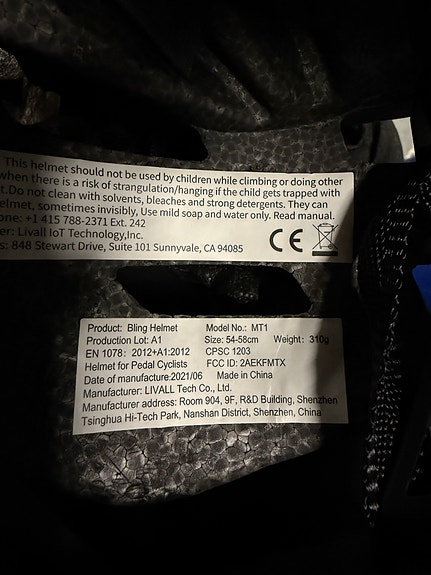 This helmet should not be used by children while climbing or doing other
when there is a risk of strangulation/hanging if the child gets trapped with
t.Do not clean with solvents, bleaches and strong detergents. They can
elmet, sometimes invisibly, Use mild soap and water only. Read manual.
one: +1 415 788-2371 Ext. 242
er: Livall IoT Technology,Inc.
s: 848 Stewart Drive, Suite 101 Sunnyvale, CA 94085
CE
Product: Bling Helmet Model No.: MT1
Production Lot: A1 Size: 54-58cm Weight: 310g
EN 1078: 2012+A1:2012 CPSC 1203
Helmet for Pedal Cyclists FCC ID: 2AEKFMTX
Date of manufacture:2021/06 Made in China
Manufacturer: LIVALL Tech Co., Ltd.
Manufacturer address: Room 904, 9F, R&D Building, Shenzhen
Tsinghua Hi-Tech Park, Nanshan District, Shenzhen, China